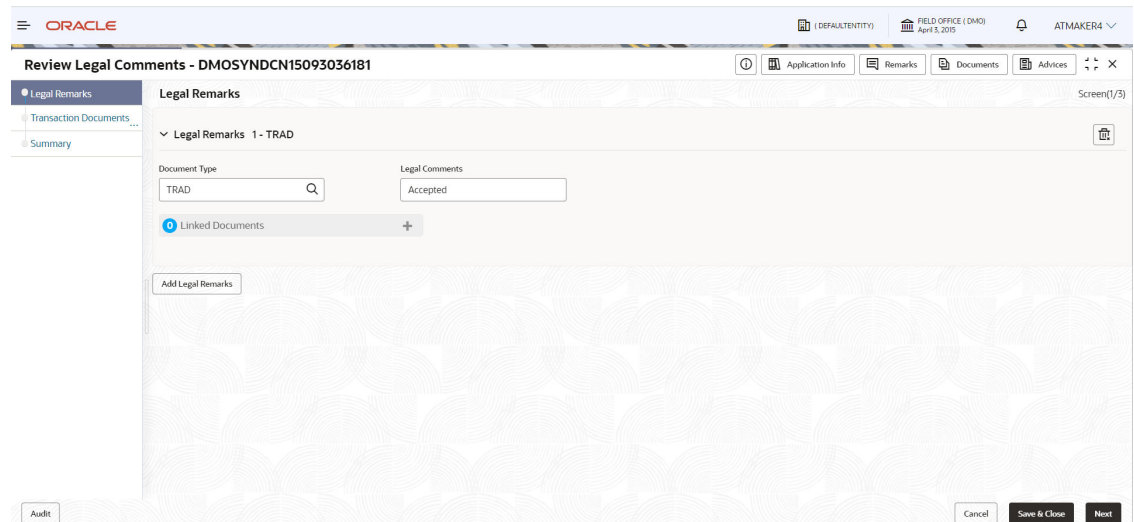 ORACLE
( DEFAULTENTITY)
FIELD OFFICE ( DMO)
April 3, 2015
ATMAKER4
Review Legal Comments - DMOSYNDCN15093036181
Application Info
Remarks
Documents
Advices
Legal Remarks
Transaction Documents ...
Summary
Legal Remarks
Screen(1/3)
Legal Remarks 1 - TRAD
Document Type
Legal Comments
TRAD
Accepted
0 Linked Documents
Add Legal Remarks
Audit
Cancel
Save & Close
Next